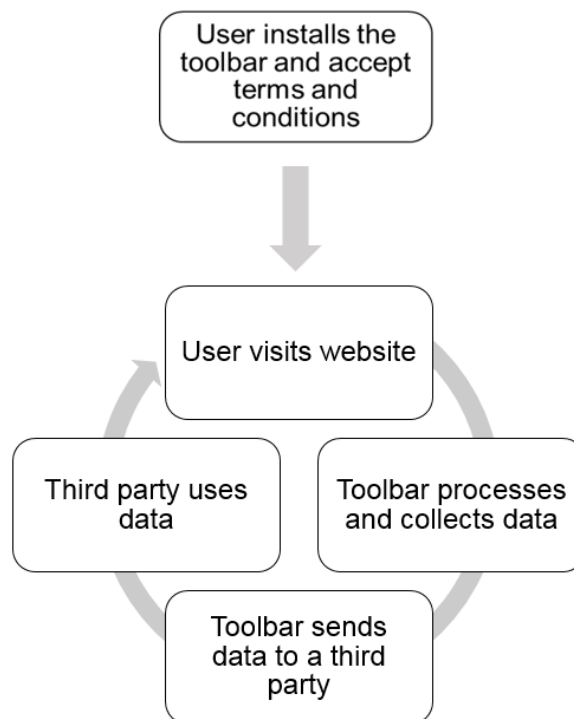 User installs the
toolbar and accept
terms and
conditions
User visits website
Toolbar processes
and collects data
Toolbar sends
data to a third
party
Third party uses
data